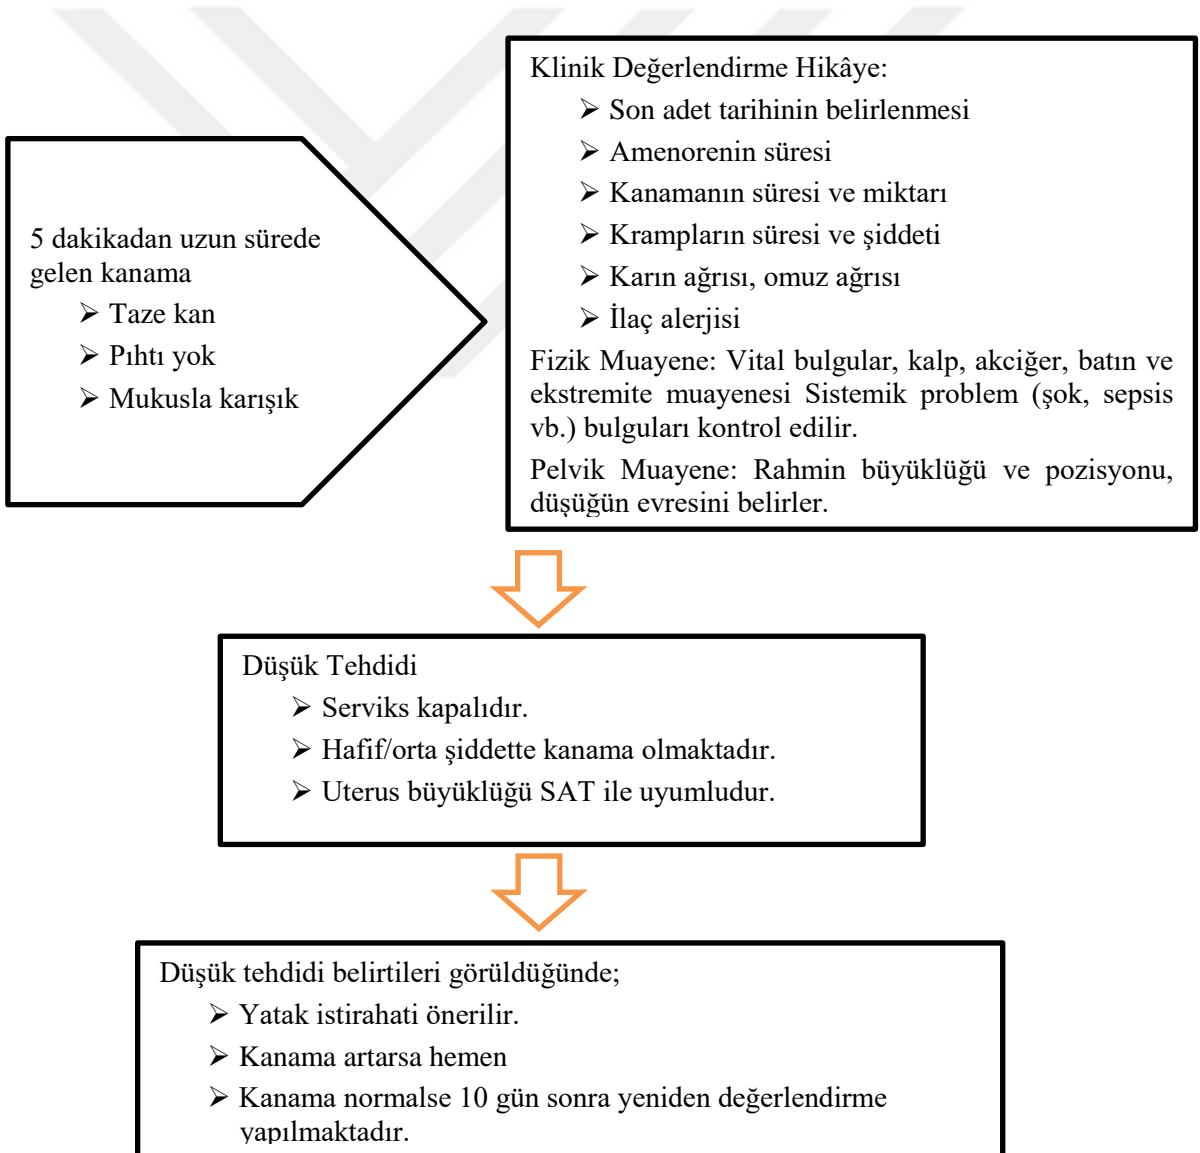 5 dakikadan uzun sürede
gelen kanama
➢ Taze kan
➢ Pıhtı yok
➢ Mukusla karışık
Klinik Değerlendirme Hikâye:
➢ Son adet tarihinin belirlenmesi
➢ Amenorenin süresi
➢ Kanamanın süresi ve miktarı
➢ Krampların süresi ve şiddeti
➢ Karın ağrısı, omuz ağrısı
➢ İlaç alerjisi
Fizik Muayene: Vital bulgular, kalp, akciğer, batın ve
ekstremite muayenesi Sistemik problem (şok, sepsis
vb.) bulguları kontrol edilir.
Pelvik Muayene: Rahmin büyüklüğü ve pozisyonu,
düşüğün evresini belirler.
Düşük Tehdidi
➢ Serviks kapalıdır.
➢ Hafif/orta şiddette kanama olmaktadır.
➢ Uterus büyüklüğü SAT ile uyumludur.
Düşük tehdidi belirtileri görüldüğünde;
➢ Yatak istirahati önerilir.
➢ Kanama artarsa hemen
➢ Kanama normalse 10 gün sonra yeniden değerlendirme
yapılmaktadır.